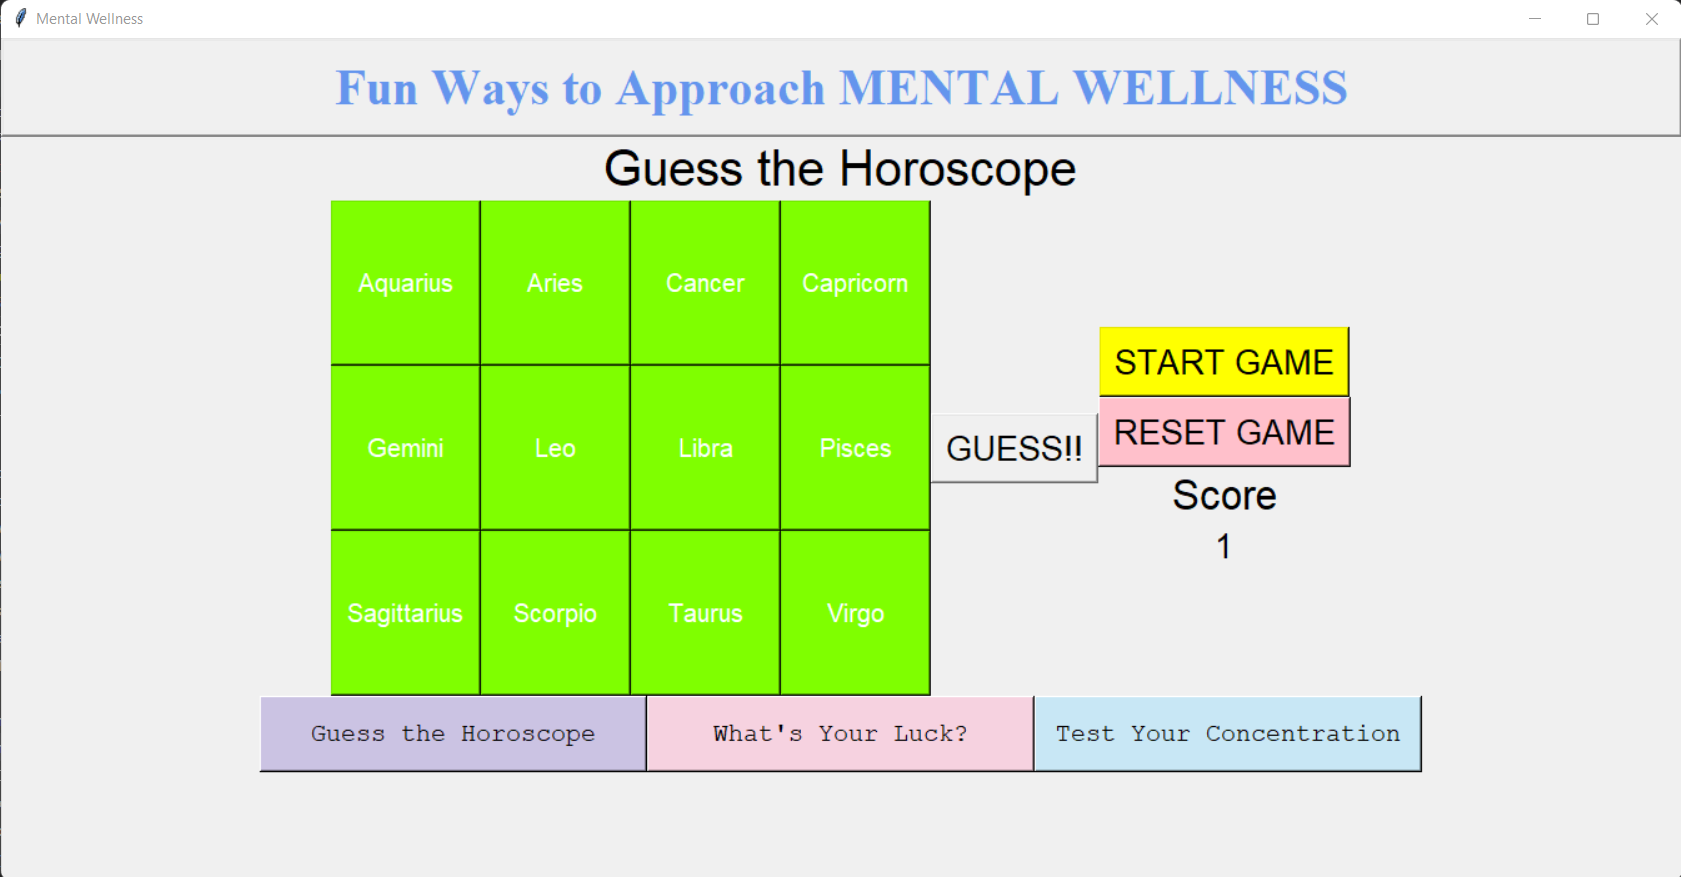 Mental Wellness
Fun Ways to Approach MENTAL WELLNESS
Guess the Horoscope
Aquarius Aries Cancer Capricorn
Gemini Leo Libra Pisces
Sagittarius Scorpio Taurus Virgo
GUESS!!
START GAME
RESET GAME
Score
1
Guess the Horoscope What's Your Luck? Test Your Concentration